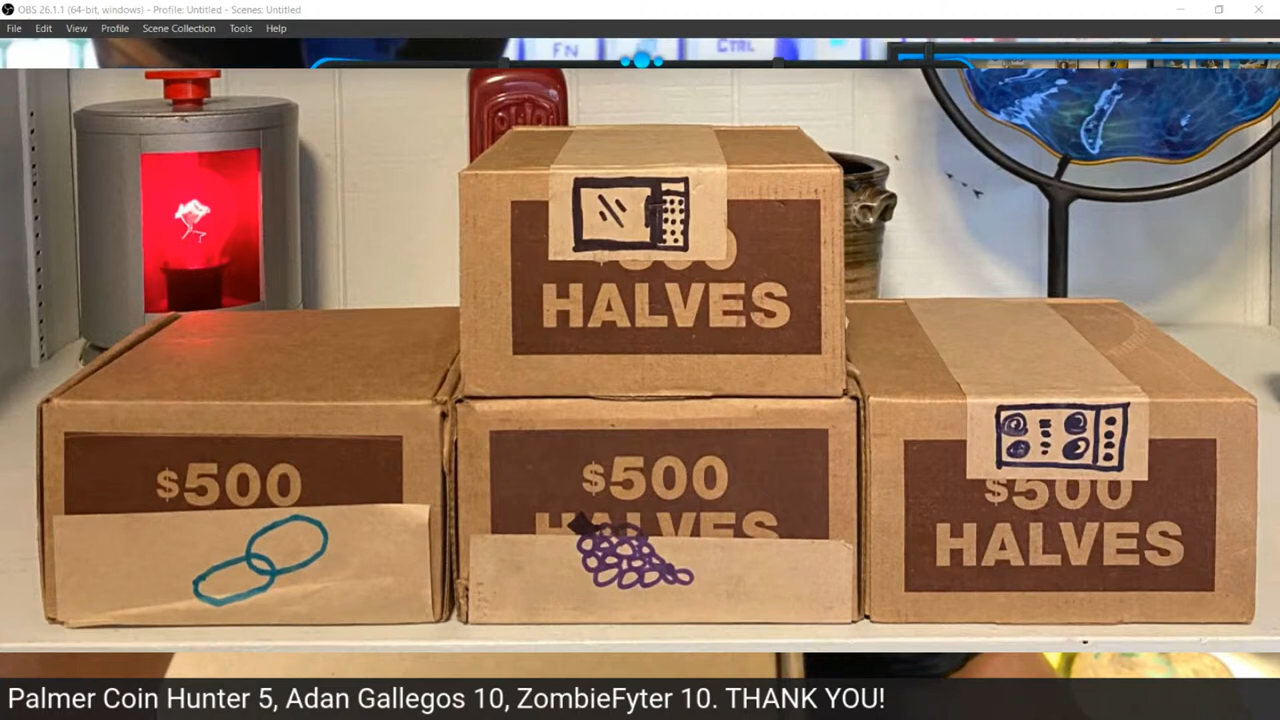 OBS 26.1.1 (64-bit, windows) - Profile: Untitled - Scenes: Untitled
File Edit View Profile Scene Collection Tools Help
FN CTRL
HALVES
$500
$500
HALVES
$500
HALVES
Palmer Coin Hunter 5, Adan Gallegos 10, ZombieFyter 10. THANK YOU!